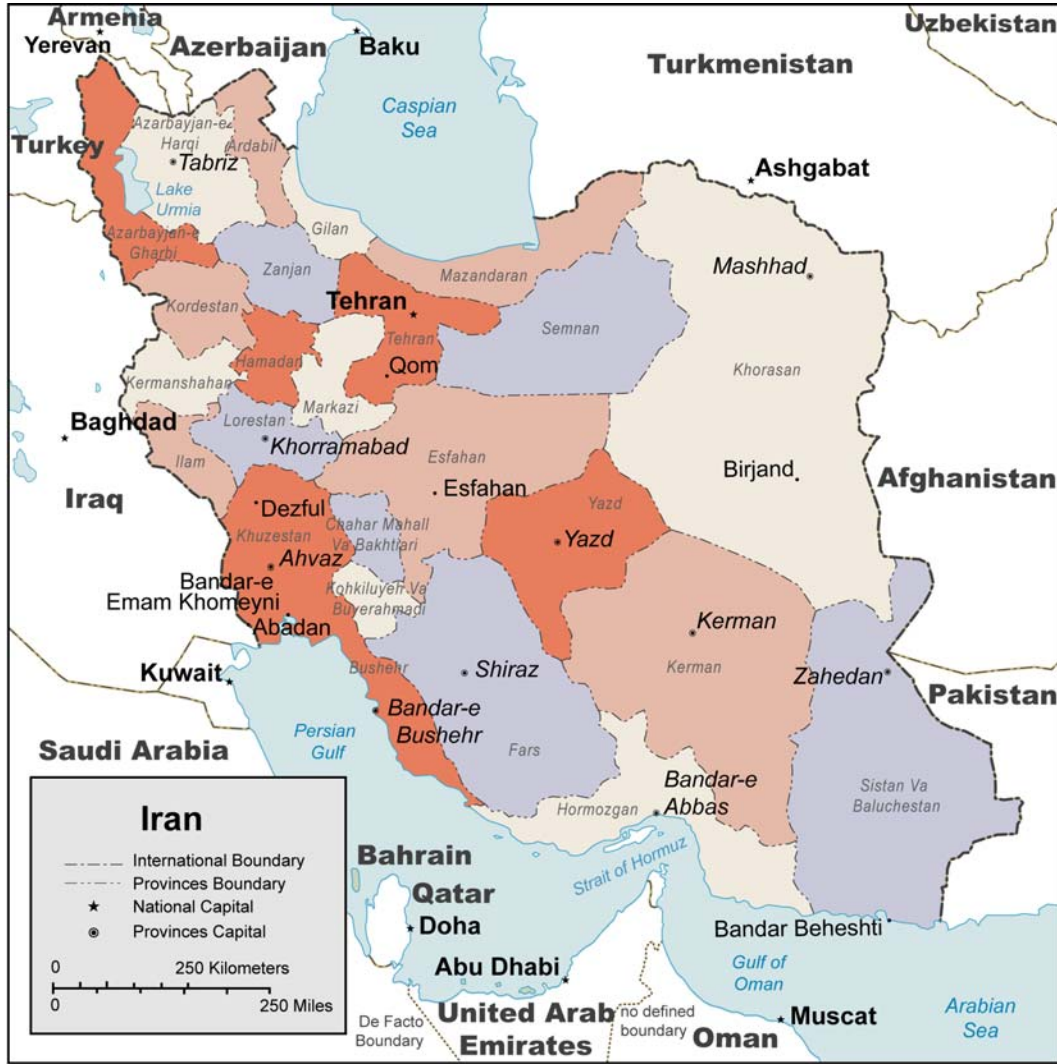 Armenia
Yerevan
Azerbaijan
Baku
Uzbekistan
Turkmenistan
Caspian
Sea
Turkey
Azarbayjan-e-
Harqi
Ardabil
Tabriz
Ashgabat
Lake
Urmia
Azarbayjan-e
Gharbi
Gilan
Zanjan
Mazandaran
Mashhad
Kordestan
Tehran
Tehran
Semnan
Hamadan
Qom
Khorasan
Kermanshahan
Markazi
Baghdad
Lorestan
Khorramabad
Ilam
Esfahan
Esfahan
Birjand
Afghanistan
Iraq
Dezful
Yazd
Yazd
Khuzestan
Chahar Mahall
Va Bakhtiari
Ahvaz
Bandar-e
Emam Khomeyni
Kohkiluyeh Va
Buyerahmadi
Abadan
Kerman
Kerman
Kuwait
Bushehr
Shiraz
Zahedan
Pakistan
Saudi Arabia
Persian
Gulf
Bandar-e
Bushehr
Fars
Bandar-e
Abbas
Hormozgan
Sistan Va
Baluchestan
Iran
International Boundary
Provinces Boundary
National Capital
Provinces Capital
0 250 Kilometers
0 250 Miles
Bahrain
Qatar
Doha
Strait of Hormuz
Abu Dhabi
Bandar Beheshti
Gulf of
Oman
Arabian
Sea
De Facto
Boundary
United Arab
Emirates
no defined
boundary
Oman
Muscat